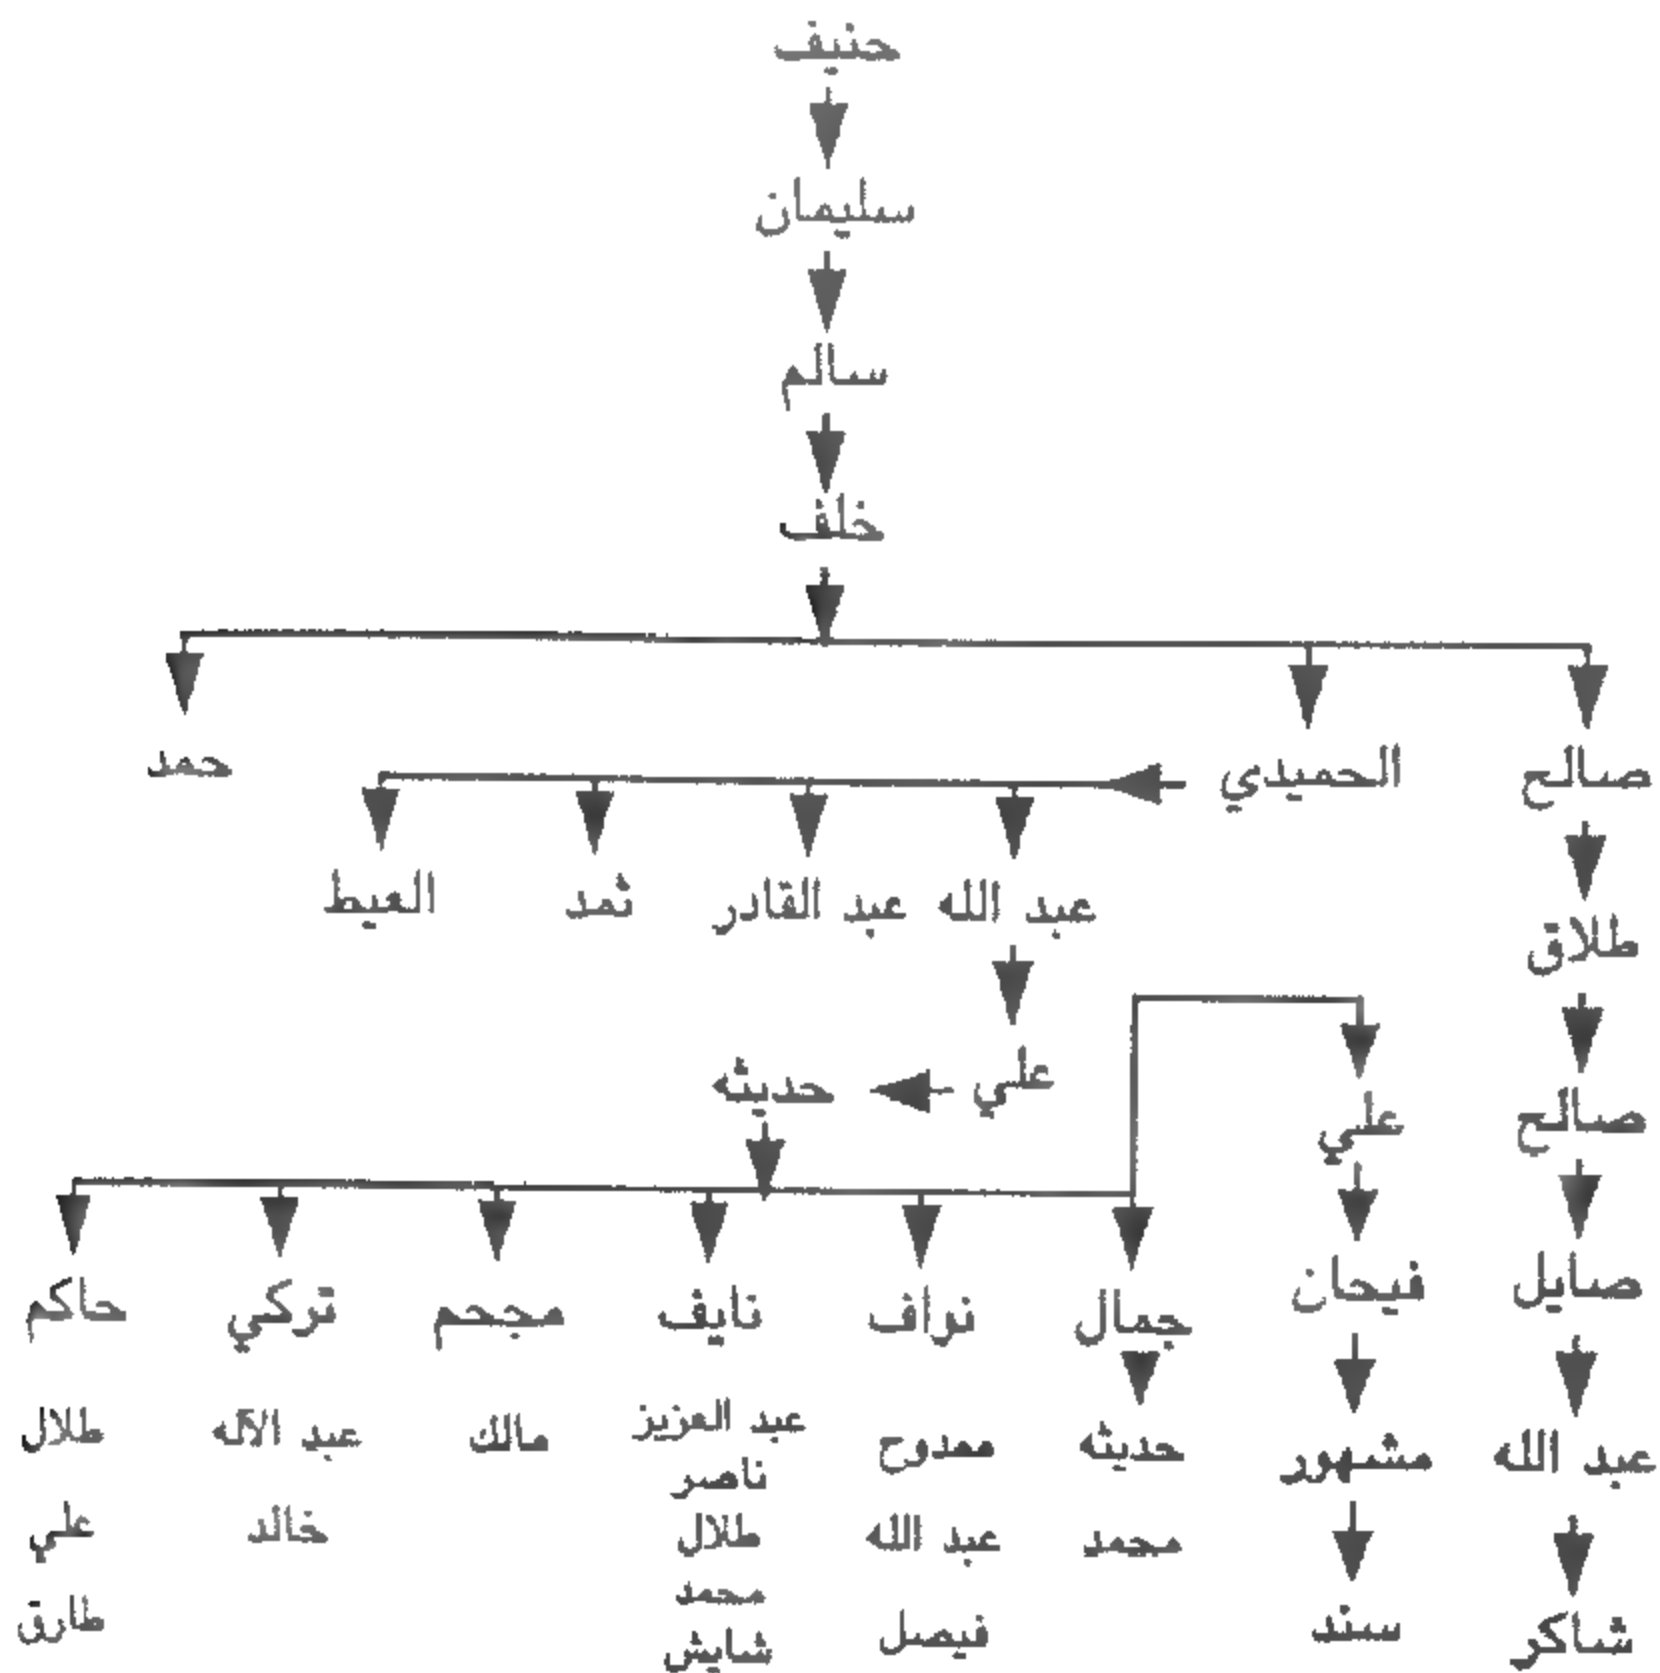 حنيف
سليمان
سالم
خلف
صالح الحميدي حمد
عبد الله عبد القادر ثمد العيط
طلاق
علي حديثه
علي صالح
صايل فيحان جمال نواف نايف مجحم تركي حاكم
عبد الله مشهور حديثه ممدوح عبد العزيز مالك عبد الآله طلال
ناصر
محمد عبد الله طلال خالد علي
محمد
شاكر سند فيصل شايش طارق